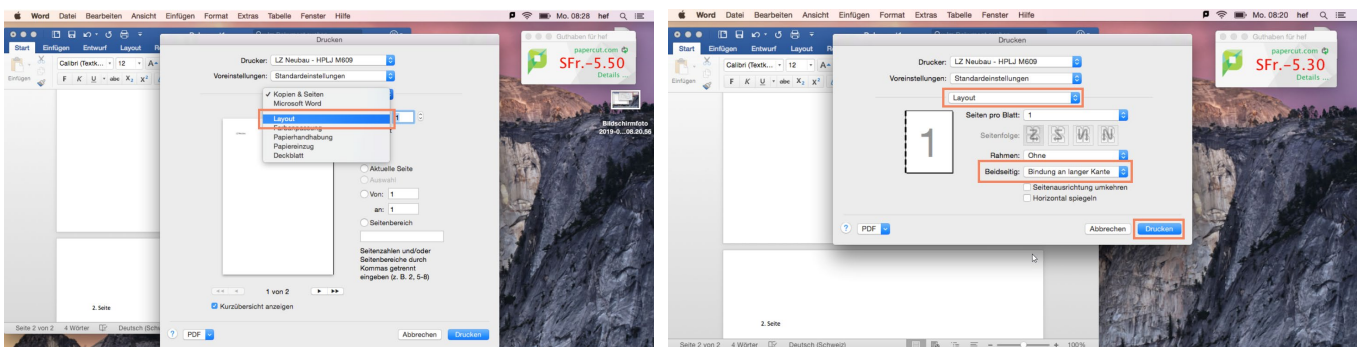 Word Datei Bearbeiten Ansicht Einfügen Format Extras Tabelle Fenster Hilfe
Mo. 08:28 hef
Drucken
Guthaben für hef
papercut.com
SFr.-5.50
Details ...
Start Einfügen Entwurf Layout
Calibri (Textk... 12 A
Einfügen
F K U abc X₂ X²
Drucker: LZ Neubau - HPLJ M609
Voreinstellungen: Standardeinstellungen
✓ Kopien & Seiten
Microsoft Word
Layout
Farbanpassung
Papierhandhabung
Papiereinzug
Deckblatt
1
Aktuelle Seite
Auswahl
Von: 1
an: 1
Seitenbereich
Seitenzahlen und/oder
Seitenbereiche durch
Kommas getrennt
eingeben (z. B. 2, 5-8)
1 von 2
Kurzübersicht anzeigen
? PDF
Abbrechen Drucken
Bildschirmfoto
2019-0...08.20.56
2. Seite
Seite 2 von 2 4 Wörter Deutsch (Sch
Word Datei Bearbeiten Ansicht Einfügen Format Extras Tabelle Fenster Hilfe
Mo. 08:20 hef
Drucken
Guthaben für hef
papercut.com
SFr.-5.30
Details ...
Start Einfügen Entwurf Layout
Calibri (Textk... 12 A
Einfügen
F K U abc X₂ X²
Drucker: LZ Neubau - HPLJ M609
Voreinstellungen: Standardeinstellungen
Layout
1
Seiten pro Blatt: 1
Seitenfolge:
Rahmen: Ohne
Beidseitig: Bindung an langer Kante
Seitenausrichtung umkehren
Horizontal spiegeln
? PDF
Abbrechen Drucken
2. Seite
Seite 2 von 2 4 Wörter Deutsch (Schweiz) 100%